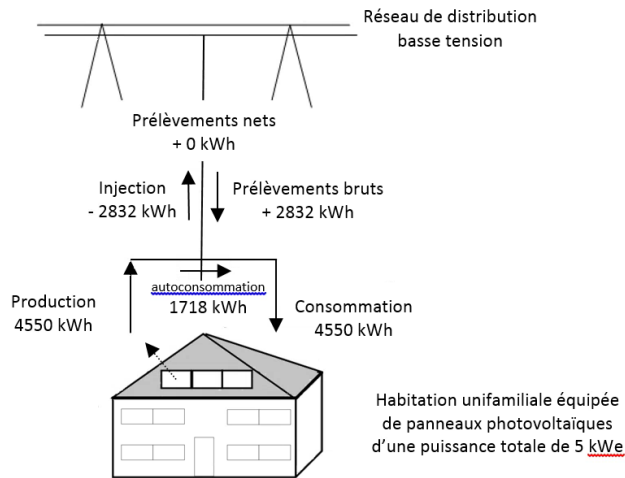 Réseau de distribution
basse tension
Prélèvements nets
+ 0 kWh
Injection
- 2832 kWh
Prélèvements bruts
+ 2832 kWh
autoconsommation
1718 kWh
Production
4550 kWh
Consommation
4550 kWh
Habitation unifamiliale équipée
de panneaux photovoltaïques
d'une puissance totale de 5 kWe